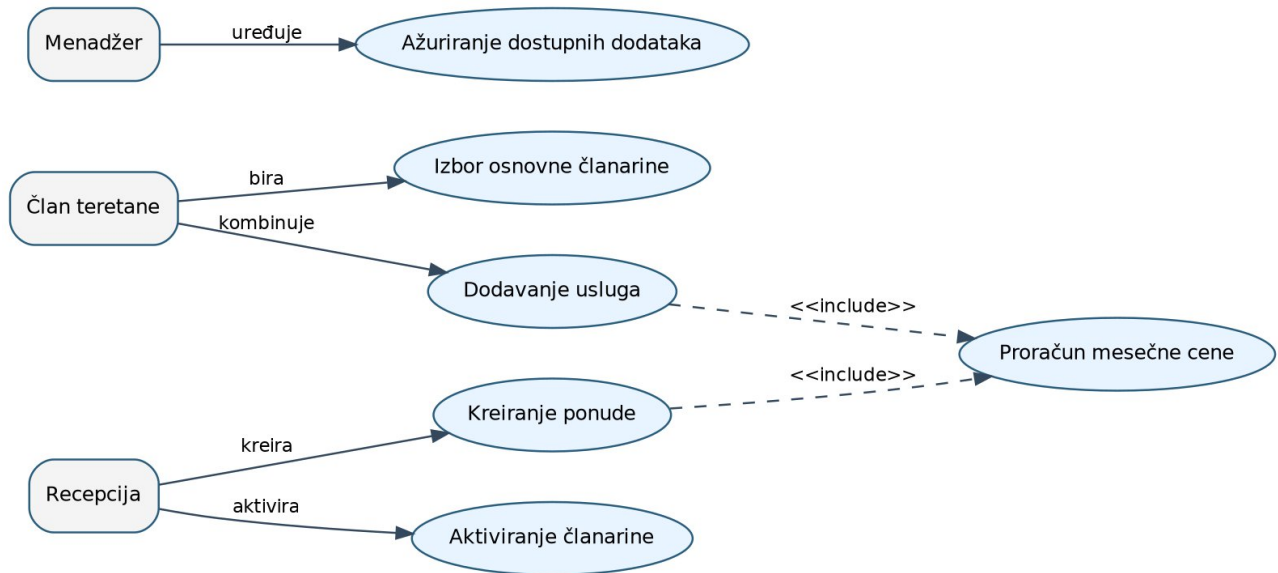 Menadžer
uređuje
Ažuriranje dostupnih dodataka
Član teretane
bira
Izbor osnovne članarine
kombinuje
Dodavanje usluga
<<include>>
Proračun mesečne cene
<<include>>
Kreiranje ponude
kreira
Recepcija
aktivira
Aktiviranje članarine